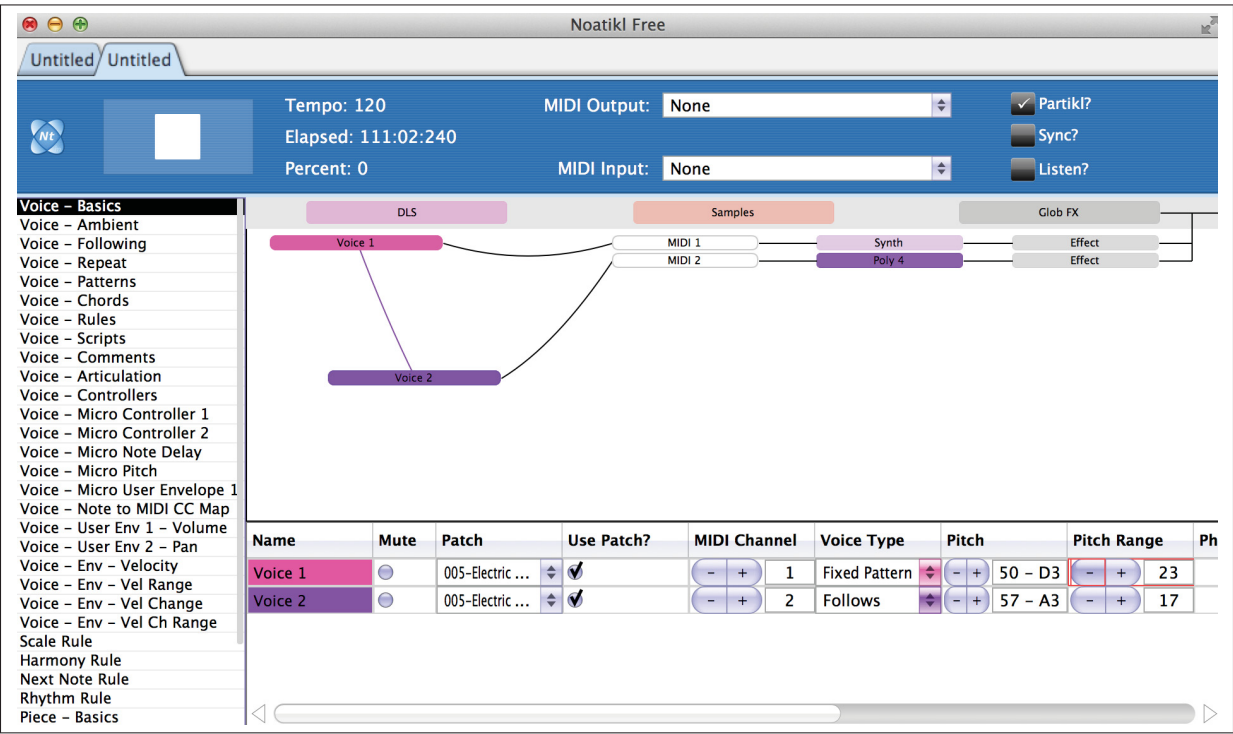 Noatikl Free
Untitled Untitled
Nt
Tempo: 120
Elapsed: 111:02:240
Percent: 0
MIDI Output: None
MIDI Input: None
Partikl?
Sync?
Listen?
Voice – Basics
Voice – Ambient
Voice – Following
Voice – Repeat
Voice – Patterns
Voice – Chords
Voice – Rules
Voice – Scripts
Voice – Comments
Voice – Articulation
Voice – Controllers
Voice – Micro Controller 1
Voice – Micro Controller 2
Voice – Micro Note Delay
Voice – Micro Pitch
Voice – Micro User Envelope 1
Voice – Note to MIDI CC Map
Voice – User Env 1 – Volume
Voice – User Env 2 – Pan
Voice – Env – Velocity
Voice – Env – Vel Range
Voice – Env – Vel Change
Voice – Env – Vel Ch Range
Scale Rule
Harmony Rule
Next Note Rule
Rhythm Rule
Piece – Basics
DLS Samples Glob FX
Voice 1 MIDI 1 Synth Effect
MIDI 2 Poly 4 Effect
Voice 2
Name Mute Patch Use Patch? MIDI Channel Voice Type Pitch Pitch Range Ph
Voice 1 005–Electric ... - + 1 Fixed Pattern - + 50 – D3 - + 23
Voice 2 005–Electric ... - + 2 Follows - + 57 – A3 - + 17